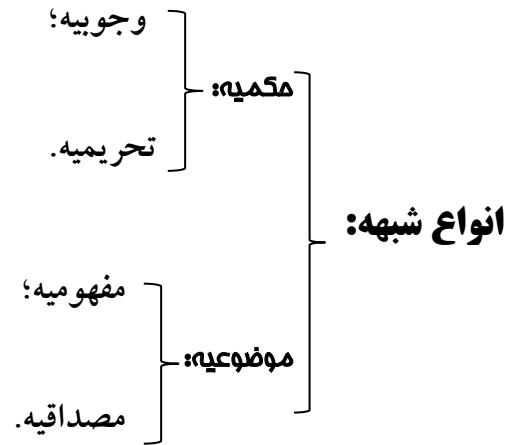 انواع شبهه:
حکمیه:
وجوبیه؛
تحریمیه.
موضوعیه:
مفهومیه؛
مصداقیه.